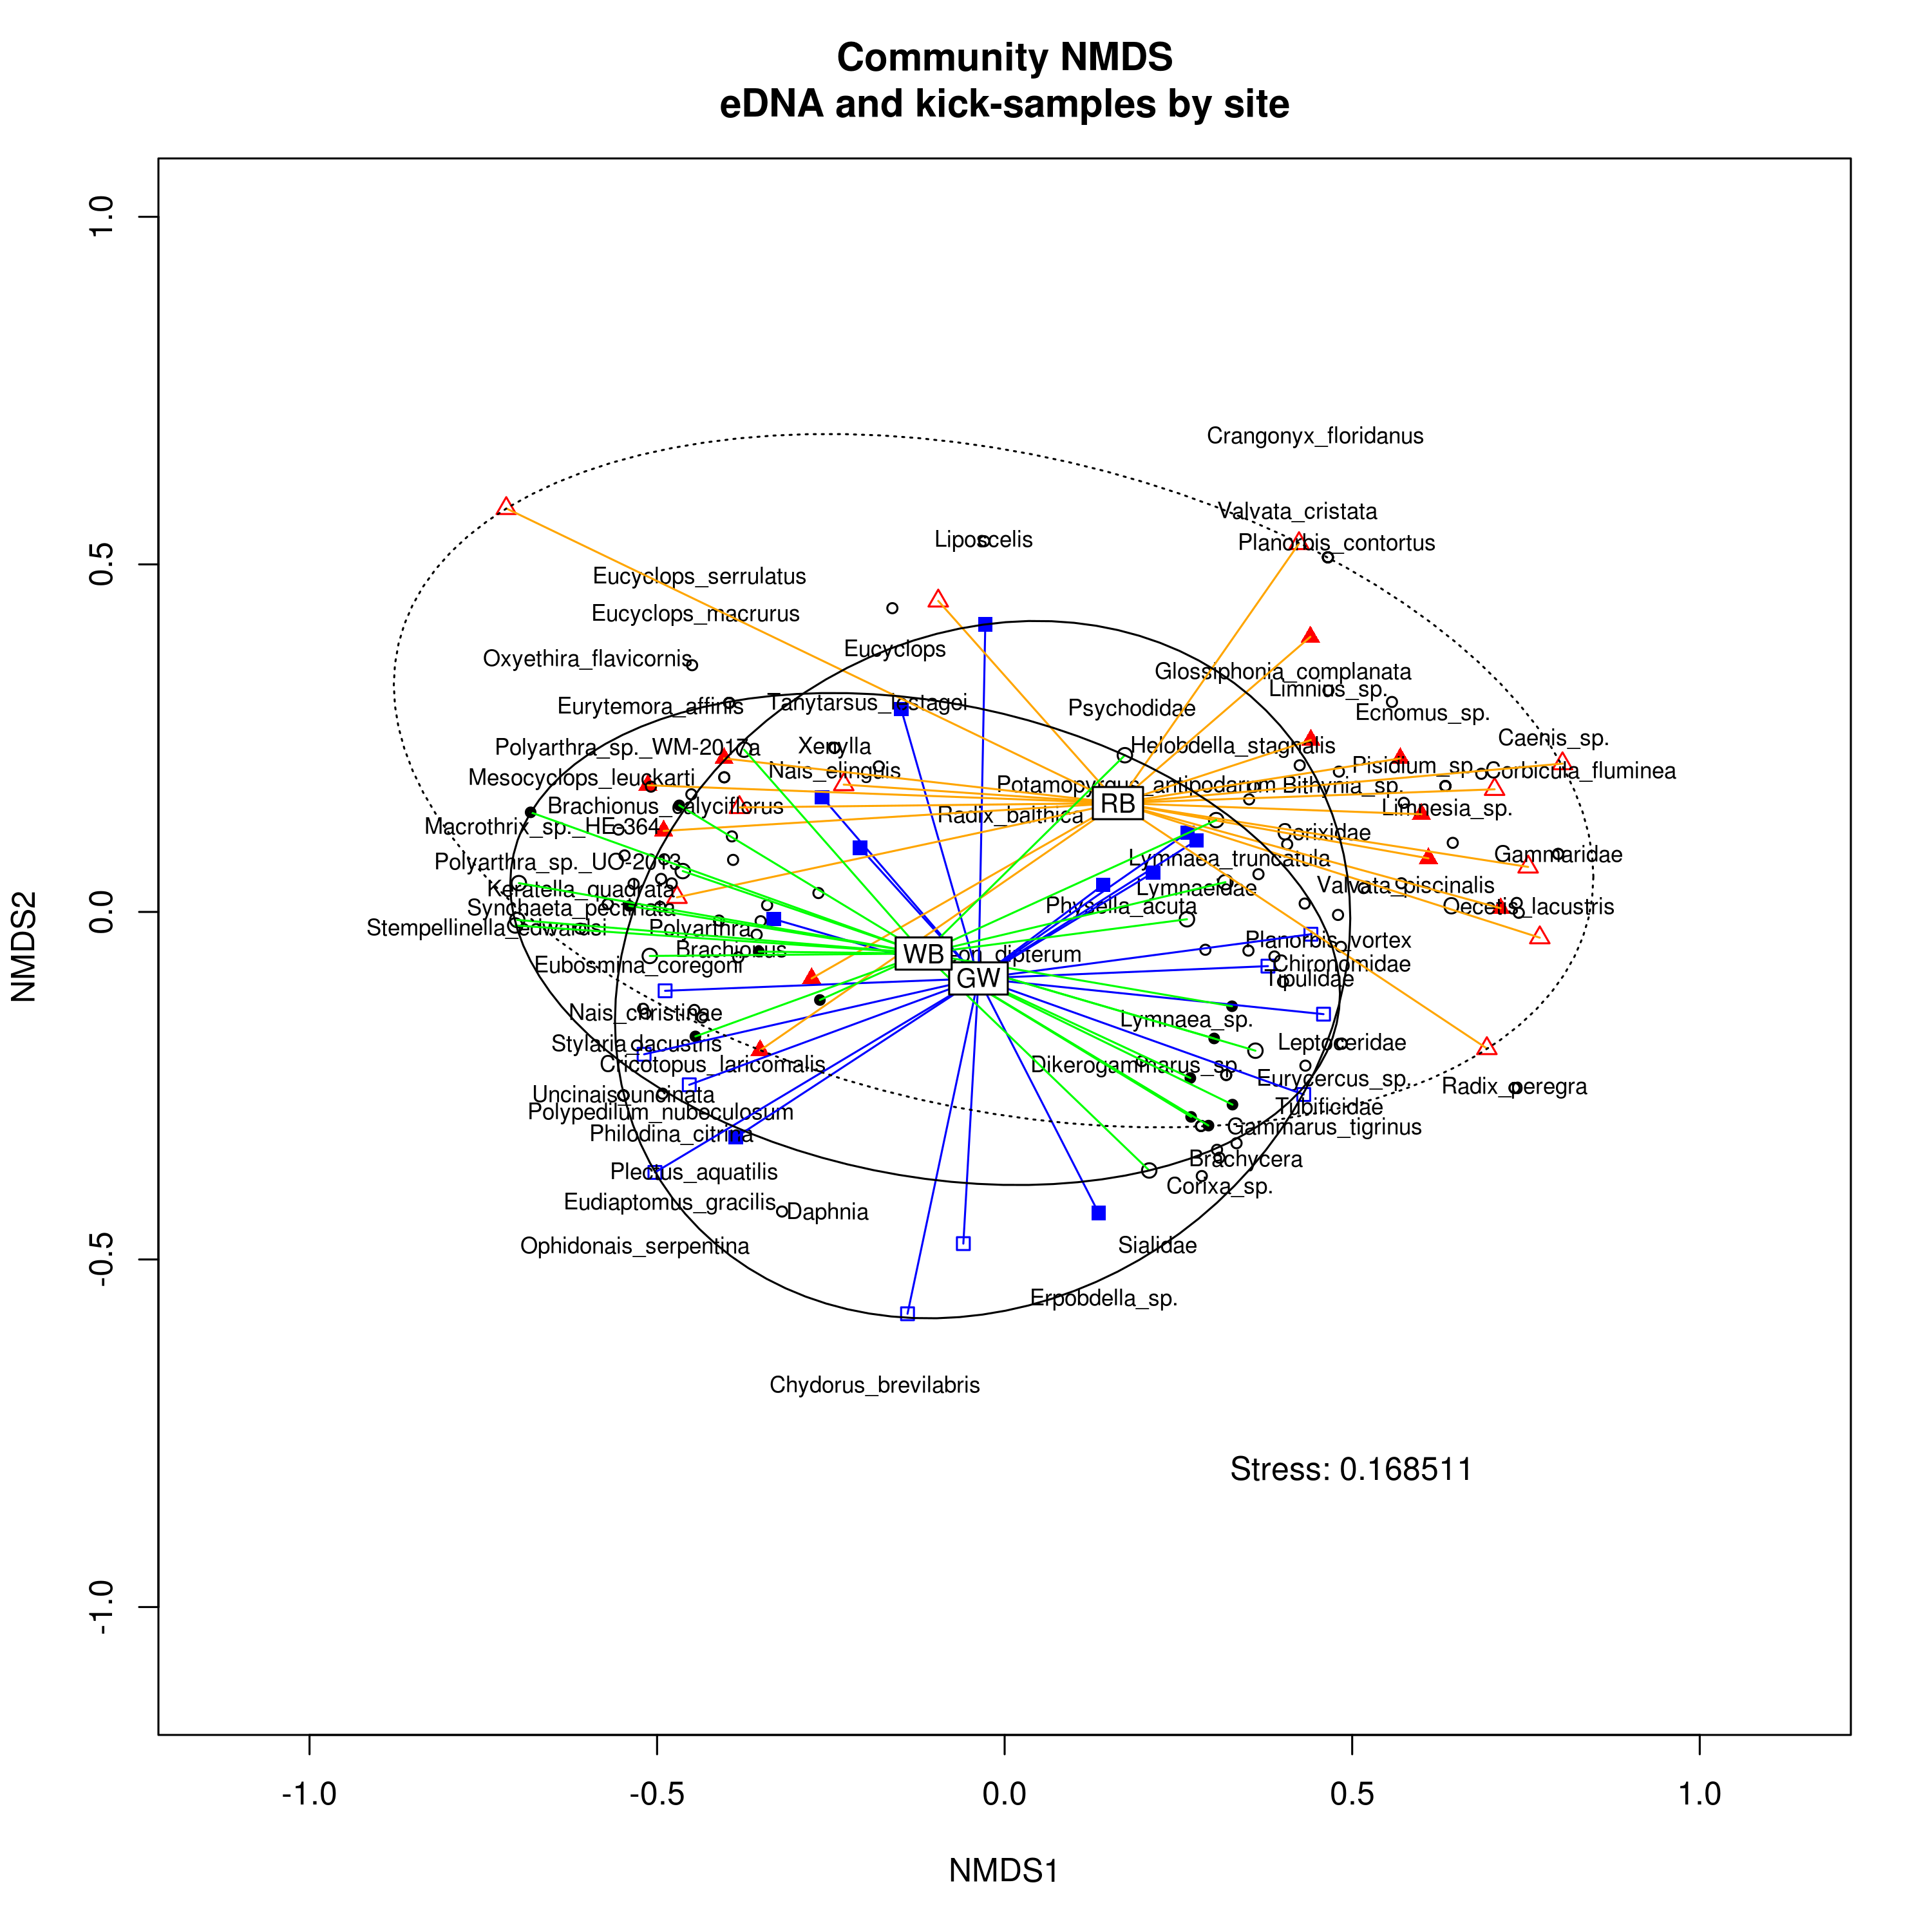 Community NMDS
eDNA and kick-samples by site
NMDS2
1.0
0.5
0.0
-0.5
-1.0
Crangonyx_floridanus
Valvata_cristata
Liposcelis
Planorbis_contortus
Eucyclops_serrulatus
Eucyclops_macrurus
Eucyclops
Oxyethira_flavicornis
Glossiphonia_complanata
Limnius_sp.
Eurytemora_affinis
Tanytarsus_lestagei
Psychodidae
Ecnomus_sp.
Caenis_sp.
Polyarthra_sp._WM-2017a
Xenylla
Helobdella_stagnalis
Mesocyclops_leuckarti
Nais_elinguis
Pisidium_sp.
Corbicula_fluminea
Potamopyrgus_antipodarum
Bithynia_sp.
RB
Brachionus_calyciflorus
Limnesia_sp.
Radix_balthica
Macrothrix_sp._HE-364
Corixidae
Polyarthra_sp._UO-2013
Lymnaea_truncatula
Gammaridae
Keratella_quadrata
Lymnaeidae
Valvata_piscinalis
Synchaeta_pectinata
Physella_acuta
Oecetis_lacustris
Stempellinella_edwardsi
Polyarthra
Planorbis_vortex
Brachionus
WB
on_dipterum
Eubosmina_coregoni
Chironomidae
GW
Tipulidae
Nais_christinae
Lymnaea_sp.
Stylaria_lacustris
Leptoceridae
Cricotopus_laricomalis
Dikerogammarus_sp.
Eurycercus_sp.
Radix_peregra
Uncinais_uncinata
Polypedilum_nubeculosum
Tubificidae
Philodina_citrina
Gammarus_tigrinus
Plectus_aquatilis
Brachycera
Corixa_sp.
Eudiaptomus_gracilis
Daphnia
Ophidonais_serpentina
Sialidae
Erpobdella_sp.
Chydorus_brevilabris
Stress: 0.168511
-1.0
-0.5
0.0
0.5
1.0
NMDS1